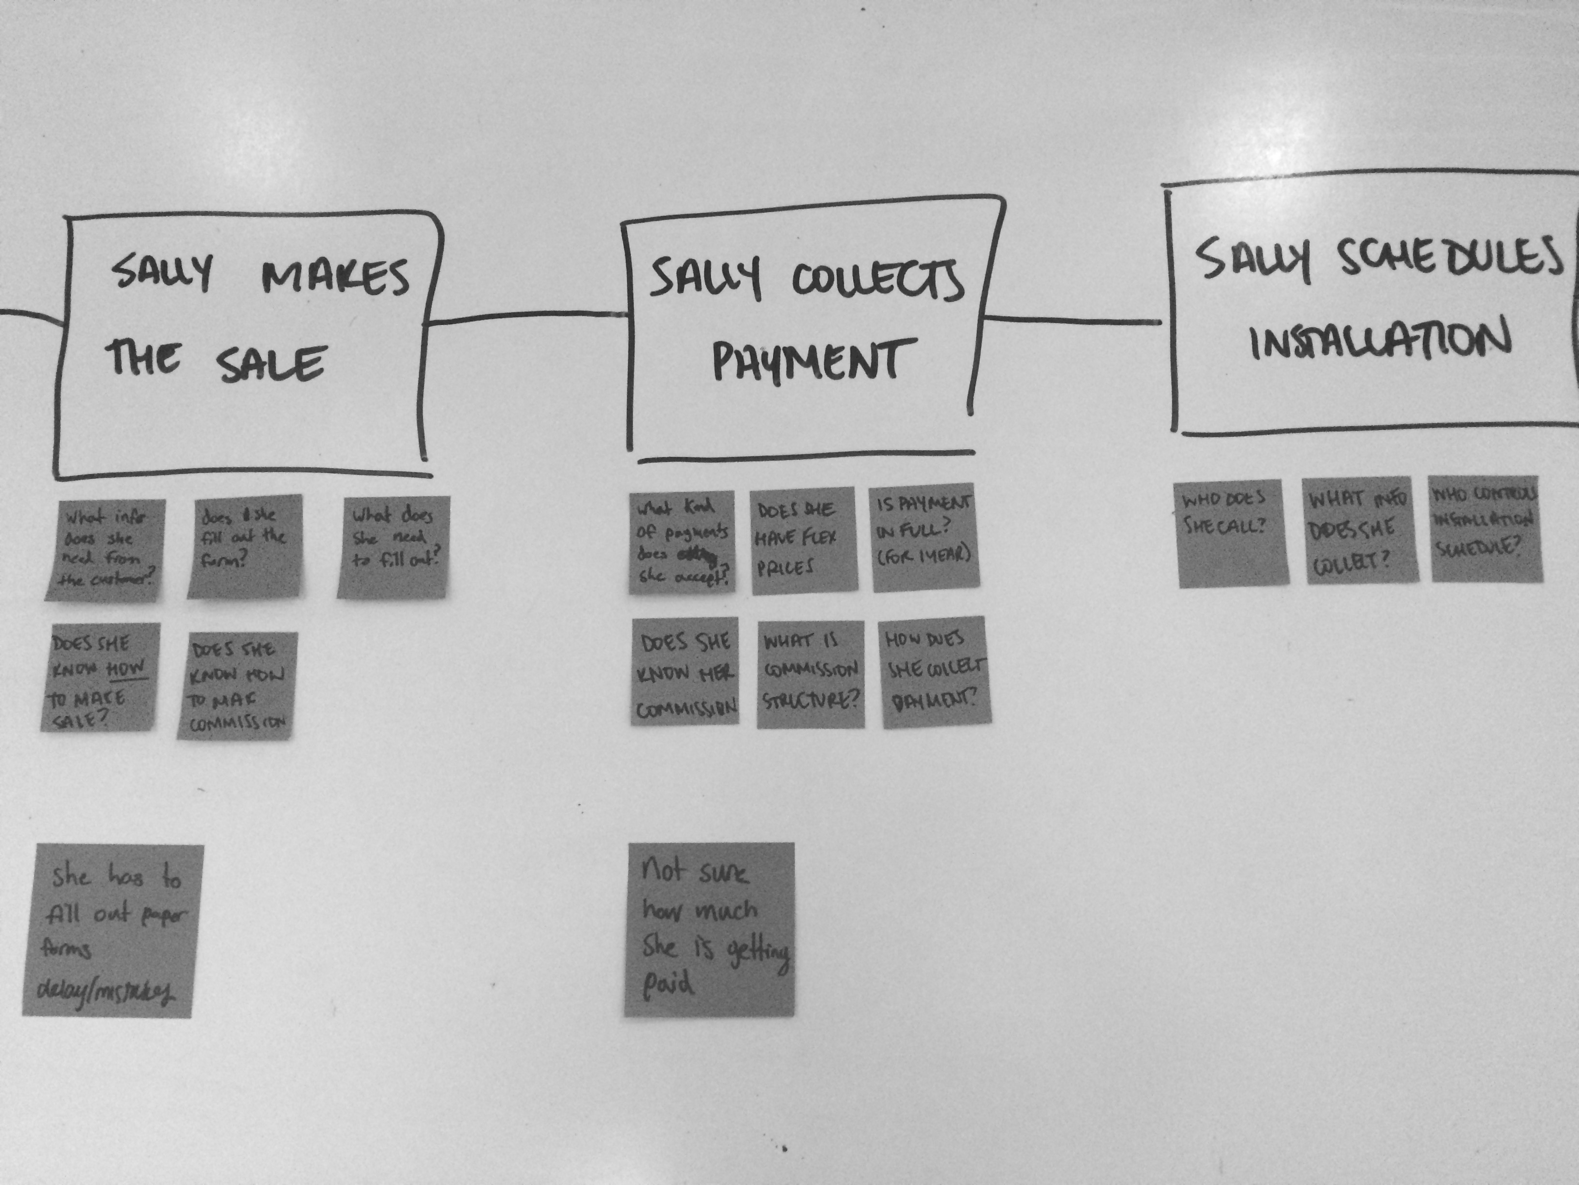 SALLY MAKES
THE SALE
SALLY COLLECTS
PAYMENT
SALLY SCHEDULES
INSTALLATION
What info
does she
need from
the customer?
does she
fill out the
form?
What does
she need
to fill out?
DOES SHE
KNOW HOW
TO MAKE
SALE?
DOES SHE
KNOW HOW
TO MAK
COMMISSION
What kind
of payments
does
she accept?
DOES SHE
HAVE FLEX
PRICES
IS PAYMENT
IN FULL?
(FOR 1 YEAR)
DOES SHE
KNOW HER
COMMISSION
WHAT IS
COMMISSION
STRUCTURE?
HOW DOES
SHE COLLECT
PAYMENT?
WHO DOES
SHE CALL?
WHAT INFO
DOES SHE
COLLECT?
WHO CONTROLS
INSTALLATION
SCHEDULE?
She has to
fill out paper
forms
delay/mistakes
Not sure
how much
She is getting
paid